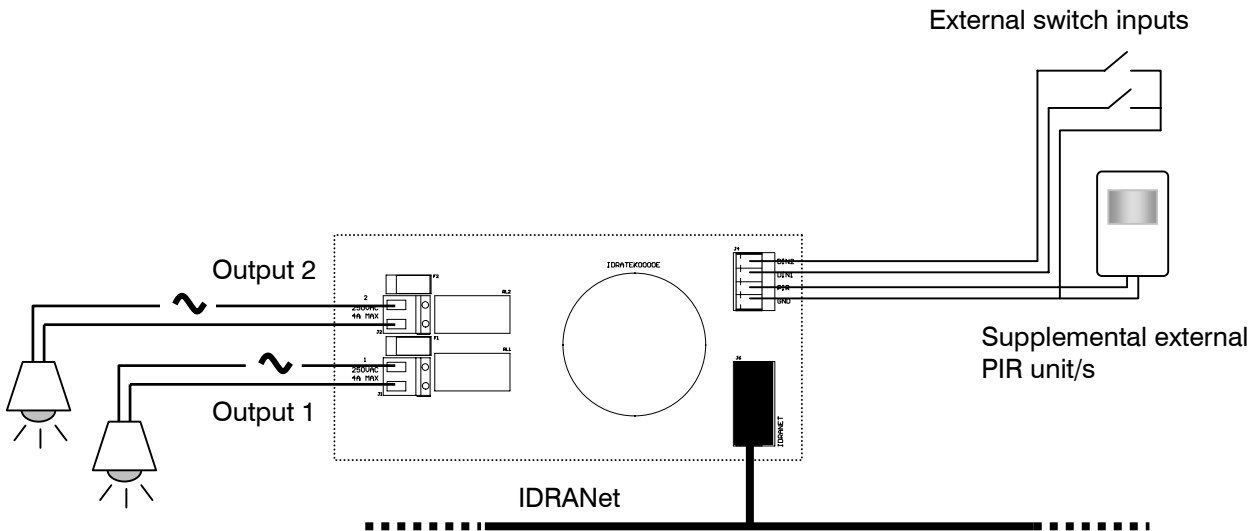 External switch inputs
Output 2
F2
2
250VAC
4A MAX
J2
RL2
F1
1
250VAC
4A MAX
J1
RL1
Output 1
IDRATEK0000E
J4
DIN2
DIN1
PIR
GND
Supplemental external
PIR unit/s
J6
IDRANET
IDRANet